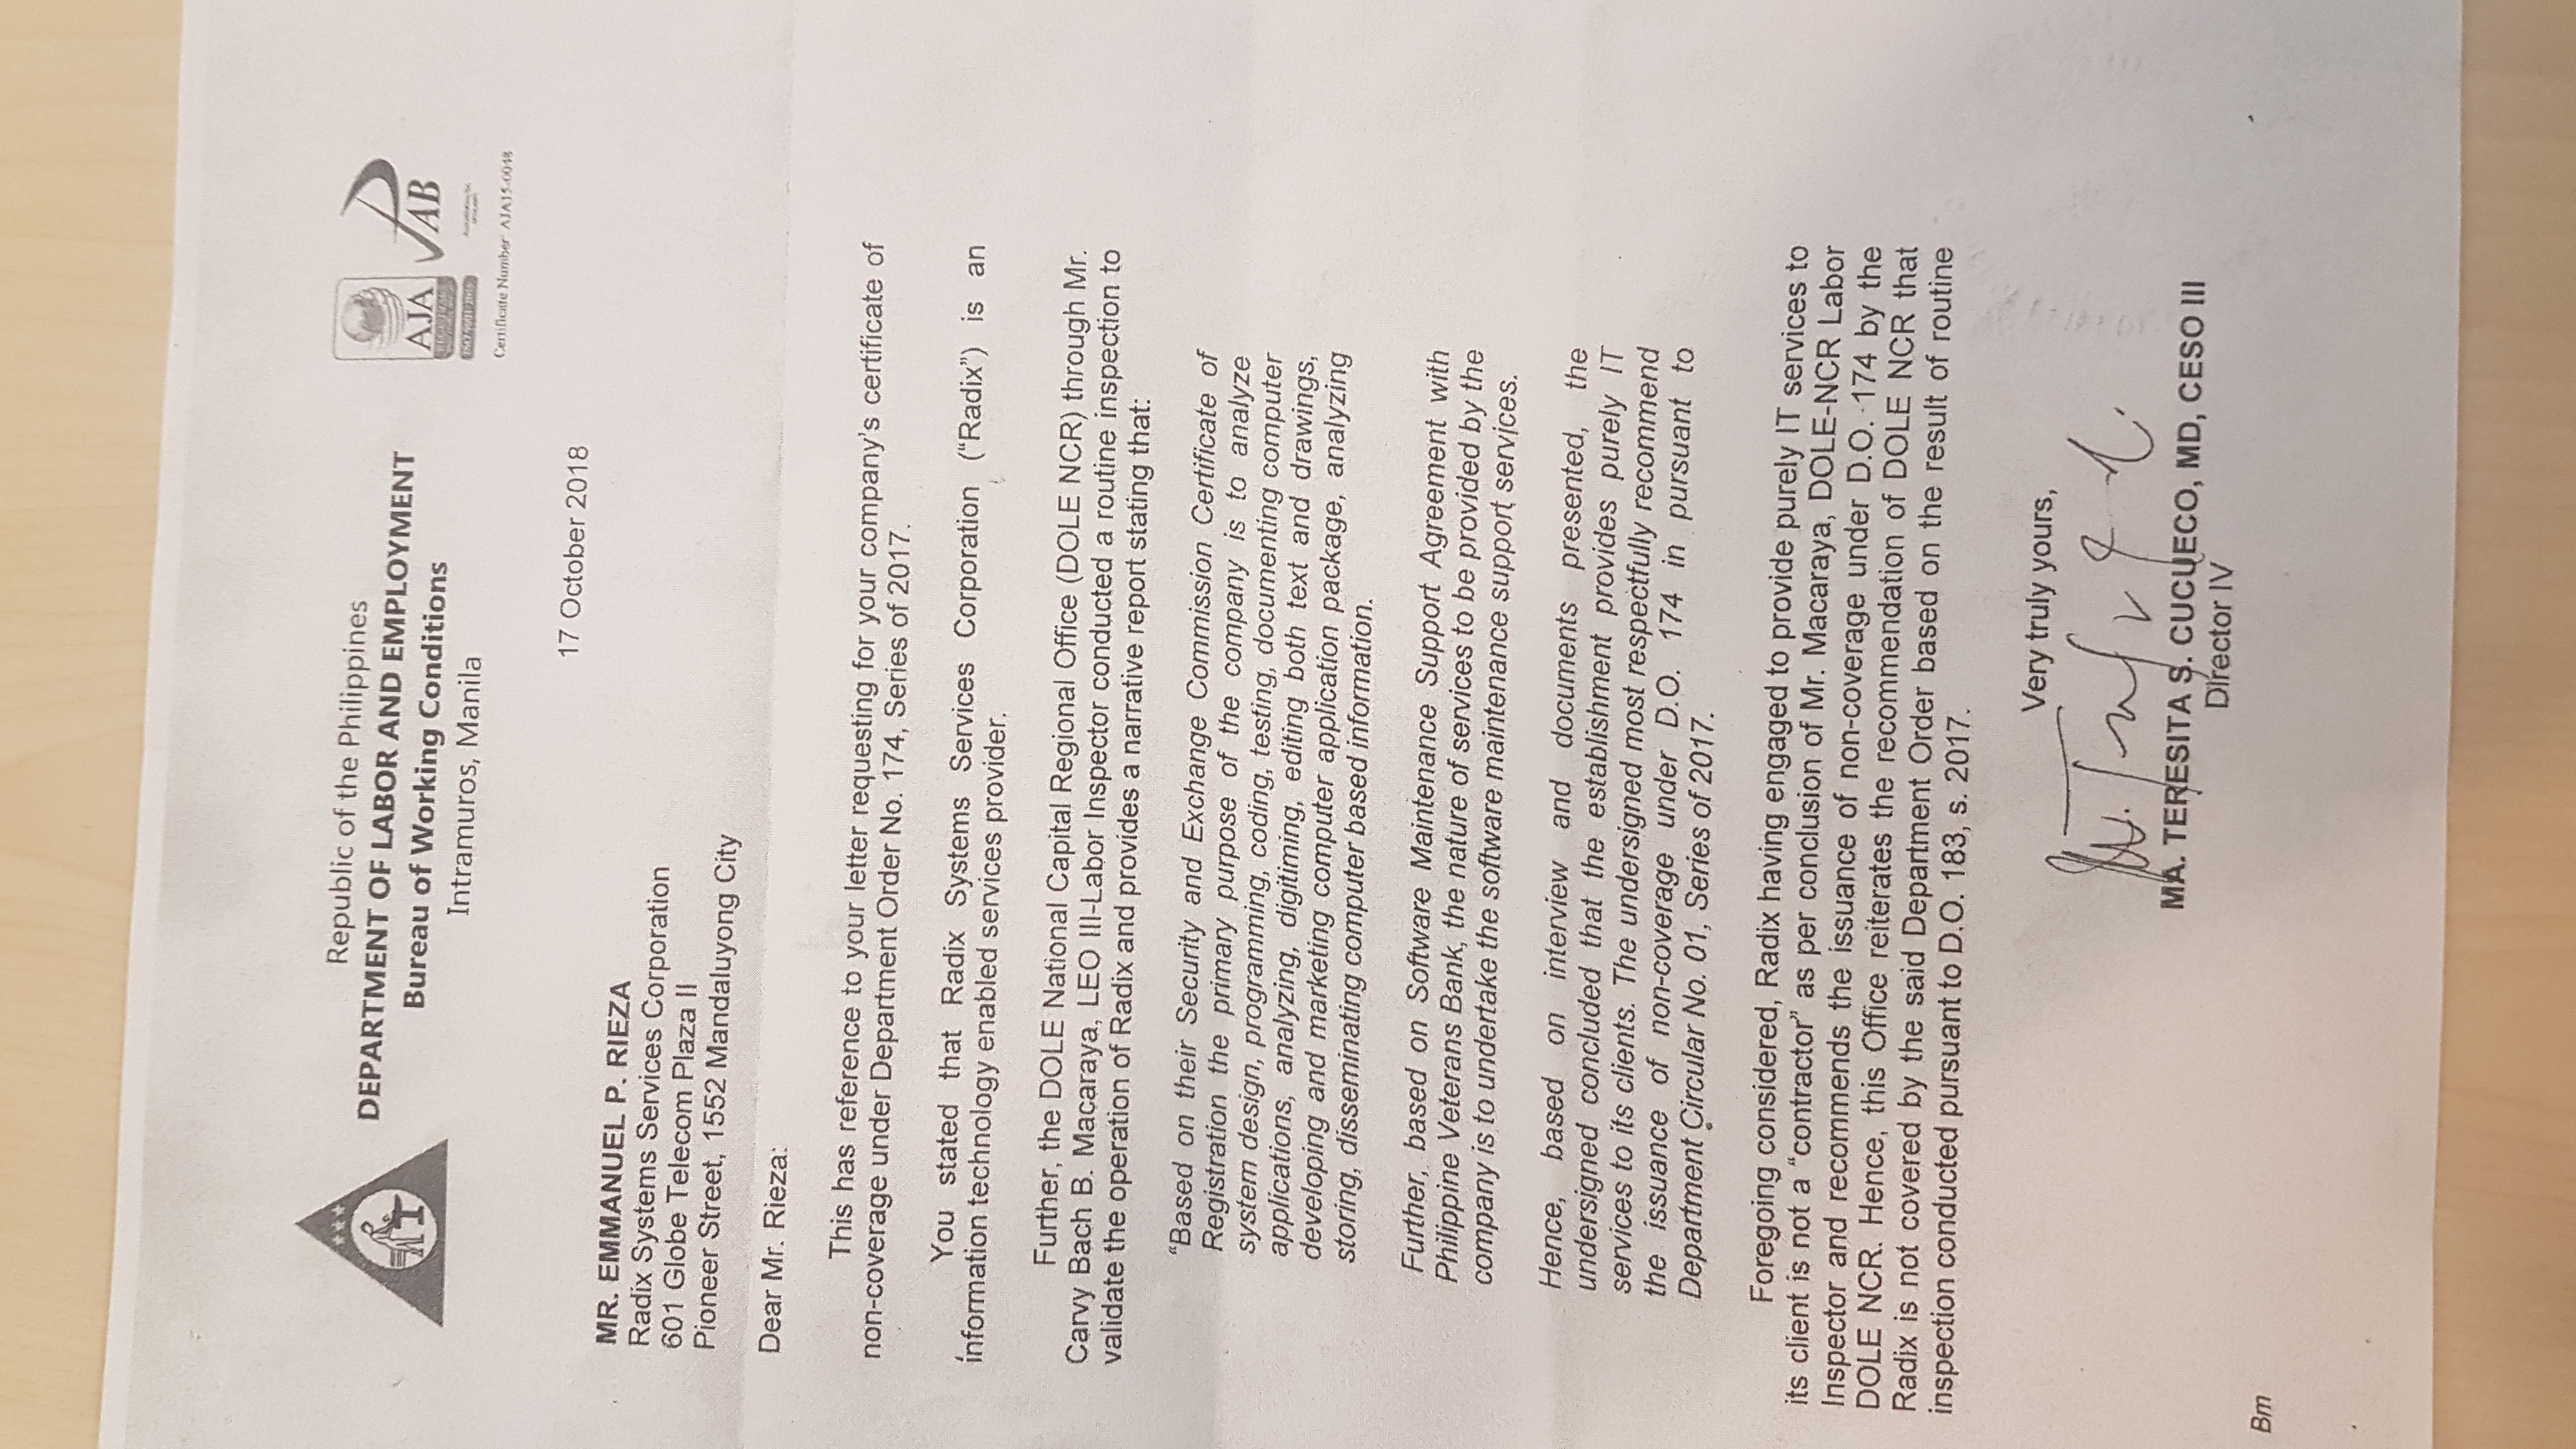 Republic of the Philippines
DEPARTMENT OF LABOR AND EMPLOYMENT
Bureau of Working Conditions
Intramuros, Manila
AJA
ISO 9001:2015
PAB
Certificate Number: AJA15-0048
17 October 2018
MR. EMMANUEL P. RIEZA
Radix Systems Services Corporation
601 Globe Telecom Plaza II
Pioneer Street, 1552 Mandaluyong City
Dear Mr. Rieza:
This has reference to your letter requesting for your company's certificate of
non-coverage under Department Order No. 174, Series of 2017.
You stated that Radix Systems Services Corporation (“Radix”) is an
information technology enabled services provider.
Further, the DOLE National Capital Regional Office (DOLE NCR) through Mr.
Carvy Bach B. Macaraya, LEO III-Labor Inspector conducted a routine inspection to
validate the operation of Radix and provides a narrative report stating that:
“Based on their Security and Exchange Commission Certificate of
Registration the primary purpose of the company is to analyze
system design, programming, coding, testing, documenting computer
applications, analyzing, digitiming, editing both text and drawings,
developing and marketing computer application package, analyzing
storing, disseminating computer based information.
Further, based on Software Maintenance Support Agreement with
Philippine Veterans Bank, the nature of services to be provided by the
company is to undertake the software maintenance support services.
Hence, based on interview and documents presented, the
undersigned concluded that the establishment provides purely IT
services to its clients. The undersigned most respectfully recommend
the issuance of non-coverage under D.O. 174 in pursuant to
Department Circular No. 01, Series of 2017.
Foregoing considered, Radix having engaged to provide purely IT services to
its client is not a “contractor” as per conclusion of Mr. Macaraya, DOLE-NCR Labor
Inspector and recommends the issuance of non-coverage under D.O. 174 by the
DOLE NCR. Hence, this Office reiterates the recommendation of DOLE NCR that
Radix is not covered by the said Department Order based on the result of routine
inspection conducted pursuant to D.O. 183, s. 2017.
Very truly yours,
MA. TERESITA S. CUCUECO, MD, CESO III
Director IV
Bm